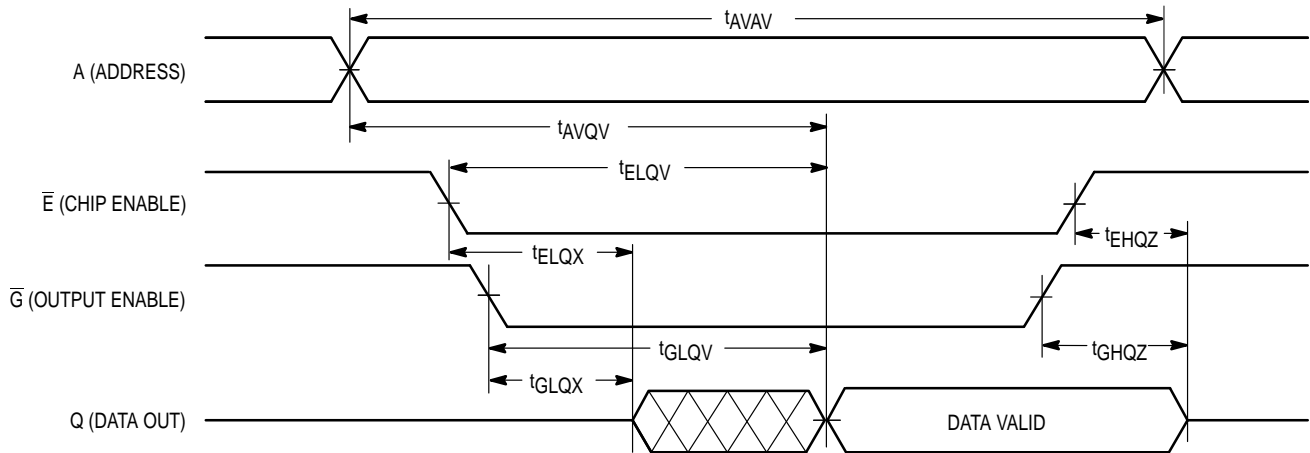 tAVAV
A (ADDRESS)
tAVQV
tELQV
E̅ (CHIP ENABLE)
tEHQZ
tELQX
G̅ (OUTPUT ENABLE)
tGLQV
tGHQZ
tGLQX
Q (DATA OUT)
DATA VALID